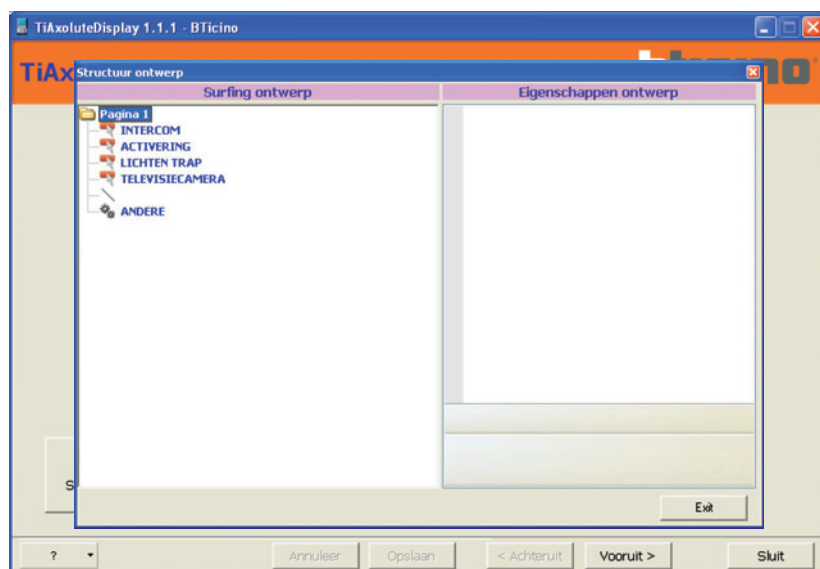 TiAxoluteDisplay 1.1.1 - BTicino
TiAx
Structuur ontwerp
Surfing ontwerp
Eigenschappen ontwerp
Pagina 1
INTERCOM
ACTIVERING
LICHTEN TRAP
TELEVISIECAMERA
ANDERE
S
Exit
? Annuleer Opslaan < Achteruit Vooruit > Sluit